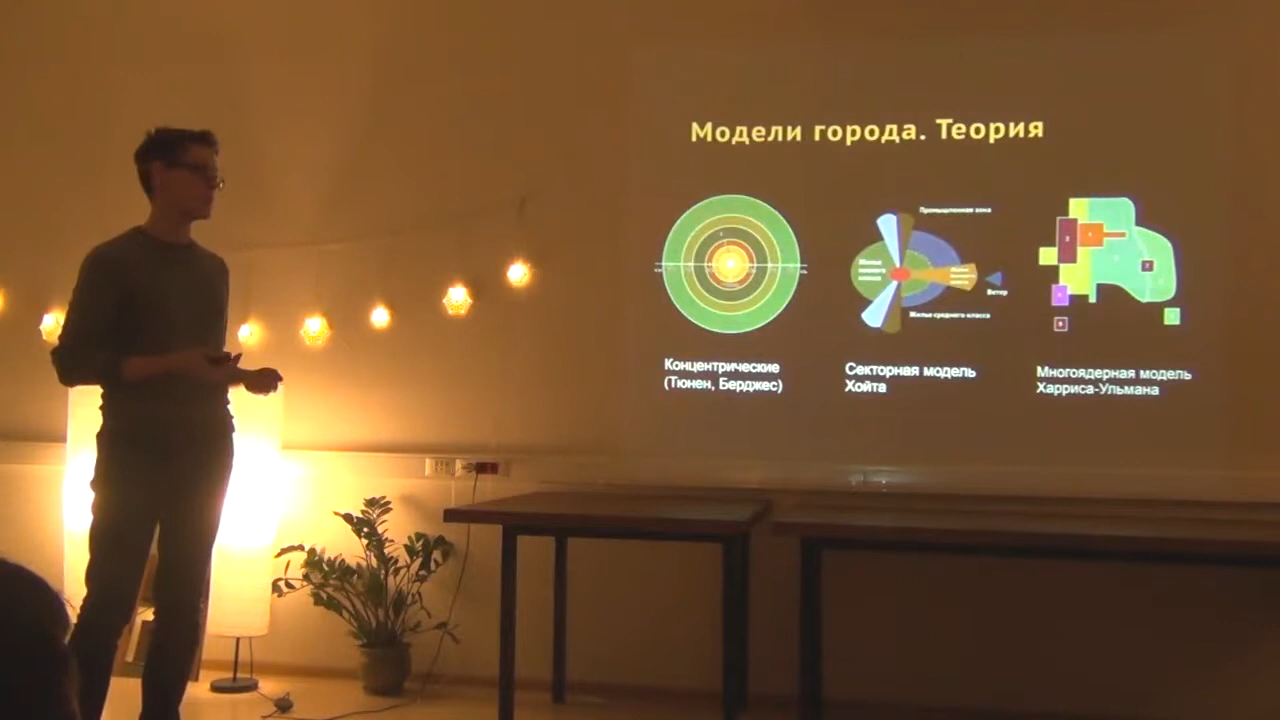 Модели города. Теория
Промышленная зона
Жилье
Ветер
Жилье среднего класса
Концентрические
(Тюнен, Берджес)
Секторная модель
Хойта
Многоядерная модель
Харриса-Ульмана